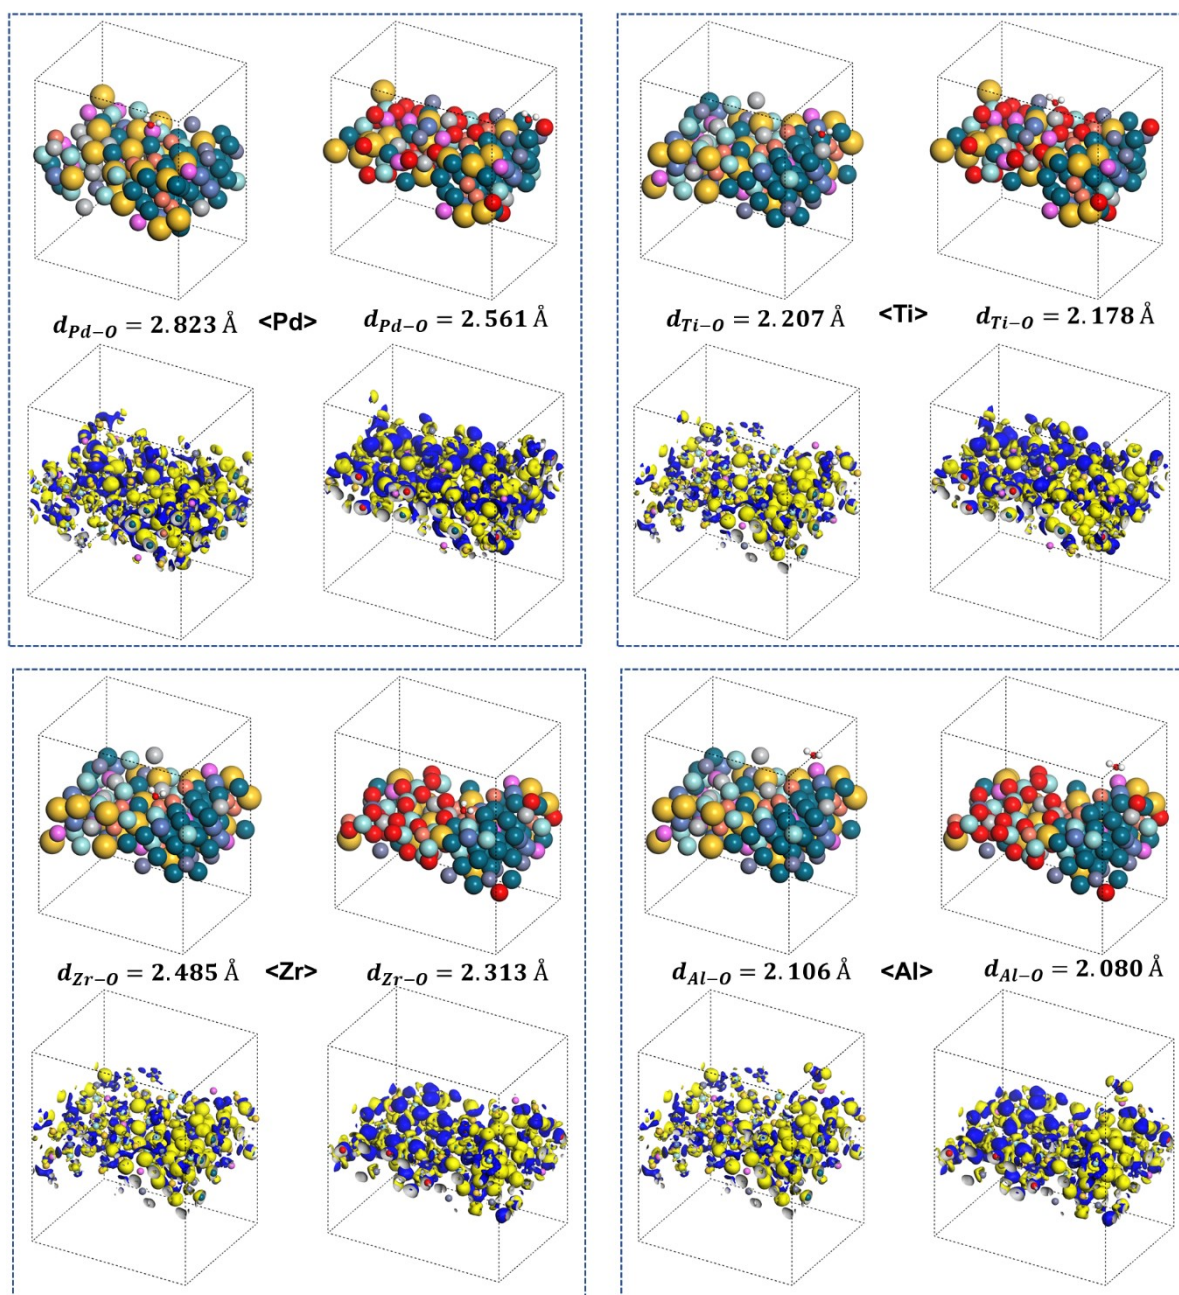 d_{Pd-O} = 2.823 Å <Pd> d_{Pd-O} = 2.561 Å
d_{Ti-O} = 2.207 Å <Ti> d_{Ti-O} = 2.178 Å
d_{Zr-O} = 2.485 Å <Zr> d_{Zr-O} = 2.313 Å
d_{Al-O} = 2.106 Å <Al> d_{Al-O} = 2.080 Å